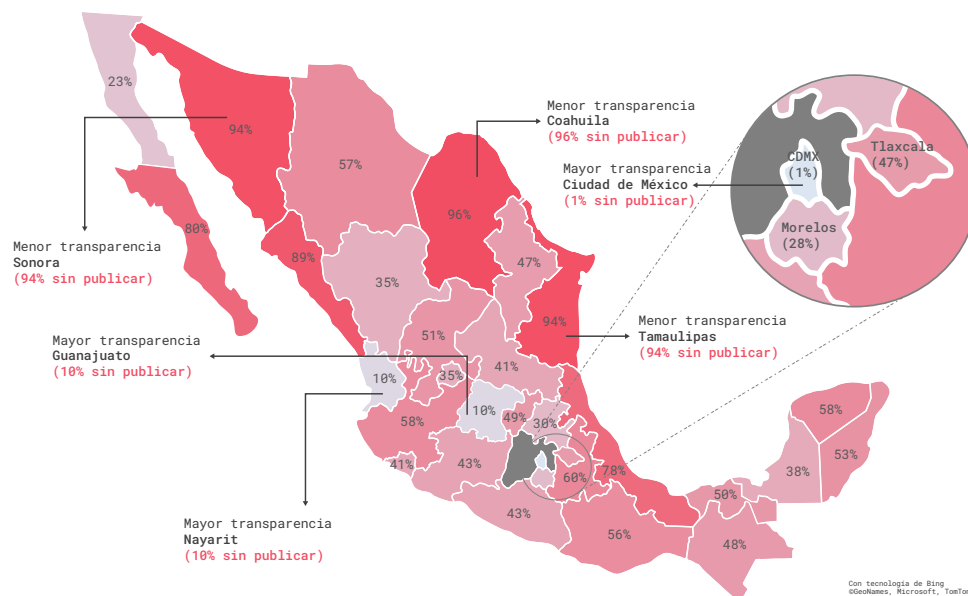 23%
94%
57%
Menor transparencia
Coahuila
(96% sin publicar)
Mayor transparencia
Ciudad de México
(1% sin publicar)
CDMX
(1%)
Tlaxcala
(47%)
Morelos
(28%)
96%
80%
Menor transparencia
Sonora
(94% sin publicar)
89%
35%
47%
94%
Menor transparencia
Tamaulipas
(94% sin publicar)
Mayor transparencia
Guanajuato
(10% sin publicar)
51%
41%
10%
35%
10%
58%
49%
30%
41%
43%
60%
78%
58%
53%
38%
50%
43%
56%
48%
Mayor transparencia
Nayarit
(10% sin publicar)
Con tecnología de Bing
©GeoNames, Microsoft, TomTom